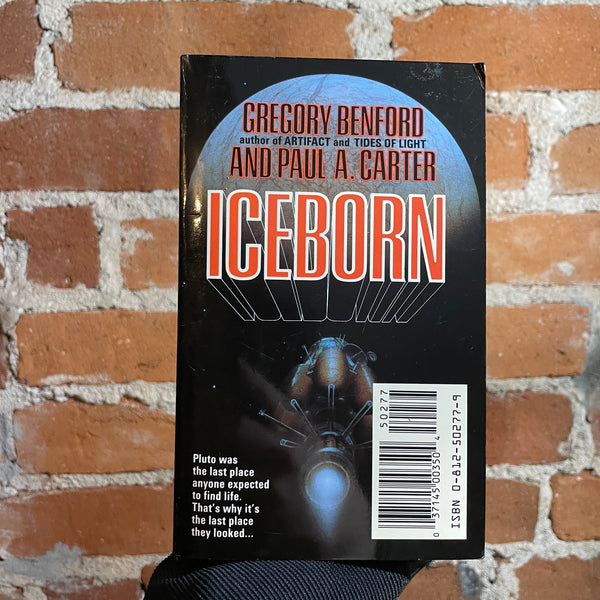 GREGORY BENFORD
author of ARTIFACT and TIDES OF LIGHT
AND PAUL A. CARTER
ICEBORN
Pluto was
the last place
anyone expected
to find life.
That's why it's
the last place
they looked...
50277
0 37145 00350 4
ISBN 0-812-50277-9